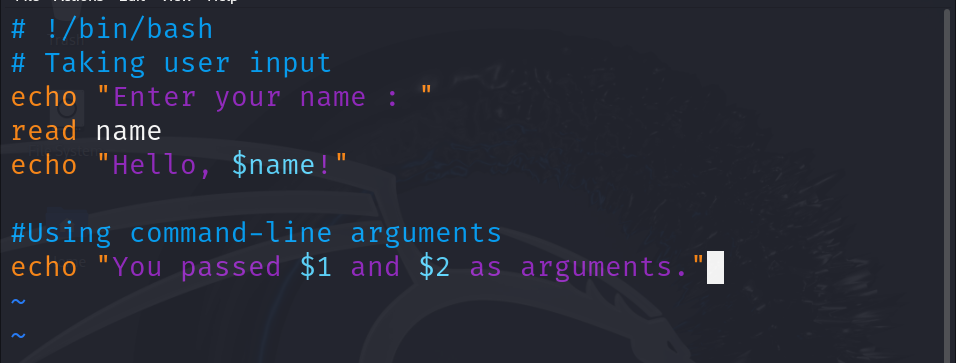 # !/bin/bash
# Taking user input
echo "Enter your name : "
read name
echo "Hello, $name!"
#Using command-line arguments
echo "You passed $1 and $2 as arguments."
~
~